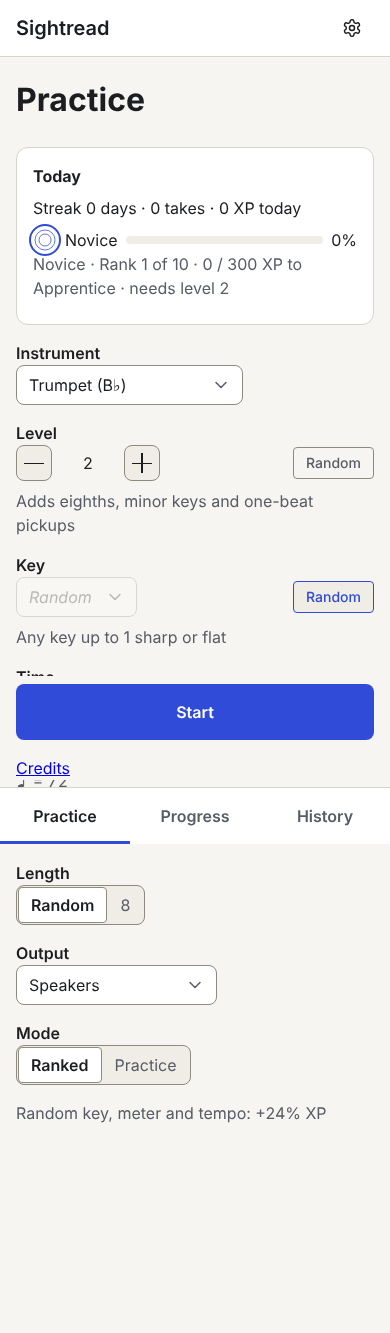 Sightread
Practice
Today
Streak 0 days · 0 takes · 0 XP today
Novice 0%
Novice · Rank 1 of 10 · 0 / 300 XP to
Apprentice · needs level 2
Instrument
Trumpet (B♭)
Level
2 Random
Adds eighths, minor keys and one-beat
pickups
Key
Random Random
Any key up to 1 sharp or flat
Start
Credits
Practice Progress History
Length
Random 8
Output
Speakers
Mode
Ranked Practice
Random key, meter and tempo: +24% XP